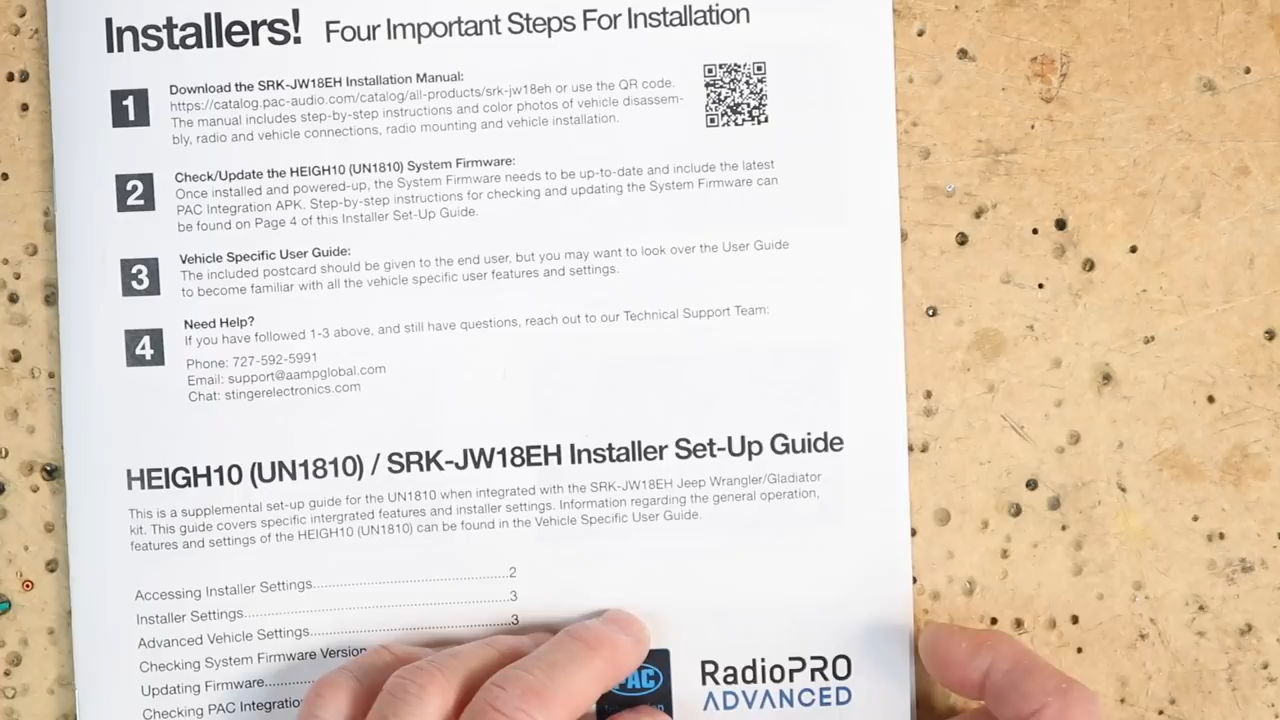 Installers! Four Important Steps For Installation
1
Download the SRK-JW18EH Installation Manual:
https://catalog.pac-audio.com/catalog/all-products/srk-jw18eh or use the QR code.
The manual includes step-by-step instructions and color photos of vehicle disassem-
bly, radio and vehicle connections, radio mounting and vehicle installation.
2
Check/Update the HEIGH10 (UN1810) System Firmware:
Once installed and powered-up, the System Firmware needs to be up-to-date and include the latest
PAC Integration APK. Step-by-step instructions for checking and updating the System Firmware can
be found on Page 4 of this Installer Set-Up Guide.
3
Vehicle Specific User Guide:
The included postcard should be given to the end user, but you may want to look over the User Guide
to become familiar with all the vehicle specific user features and settings.
4
Need Help?
If you have followed 1-3 above, and still have questions, reach out to our Technical Support Team:
Phone: 727-592-5991
Email: support@aampglobal.com
Chat: stingerelectronics.com
HEIGH10 (UN1810) / SRK-JW18EH Installer Set-Up Guide
This is a supplemental set-up guide for the UN1810 when integrated with the SRK-JW18EH Jeep Wrangler/Gladiator
kit. This guide covers specific intergrated features and installer settings. Information regarding the general operation,
features and settings of the HEIGH10 (UN1810) can be found in the Vehicle Specific User Guide.
Accessing Installer Settings..................................................2
Installer Settings....................................................................3
Advanced Vehicle Settings...................................................3
Checking System Firmware Version
Updating Firmware
Checking PAC
PAC
RadioPRO
ADVANCED